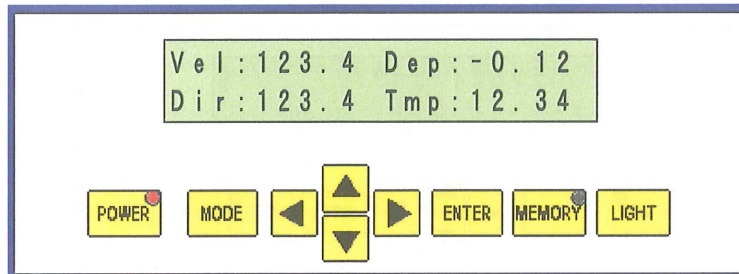 Vel:123.4 Dep:-0.12
Dir:123.4 Tmp:12.34
POWER MODE ENTER MEMORY LIGHT